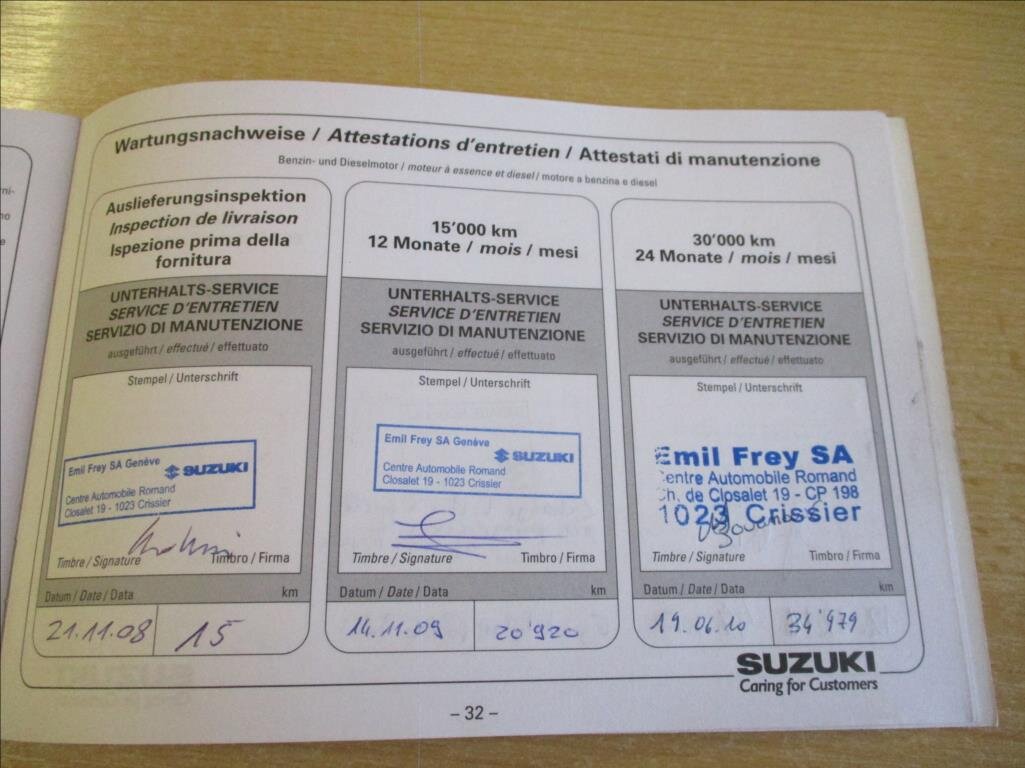 Wartungsnachweise / Attestations d'entretien / Attestati di manutenzione
Benzin- und Dieselmotor / moteur à essence et diesel / motore a benzina e diesel
Auslieferungsinspektion
Inspection de livraison
Ispezione prima della
fornitura
UNTERHALTS-SERVICE
SERVICE D'ENTRETIEN
SERVIZIO DI MANUTENZIONE
ausgeführt / effectué / effettuato
Stempel / Unterschrift
Emil Frey SA Genève
SUZUKI
Centre Automobile Romand
Closalet 19 - 1023 Crissier
Timbre / Signature Timbro / Firma
Datum / Date / Data km
21.11.08 15
15'000 km
12 Monate / mois / mesi
UNTERHALTS-SERVICE
SERVICE D'ENTRETIEN
SERVIZIO DI MANUTENZIONE
ausgeführt / effectué / effettuato
Stempel / Unterschrift
Emil Frey SA Genève
SUZUKI
Centre Automobile Romand
Closalet 19 - 1023 Crissier
Timbre / Signature Timbro / Firma
Datum / Date / Data km
14.11.09 20'920
30'000 km
24 Monate / mois / mesi
UNTERHALTS-SERVICE
SERVICE D'ENTRETIEN
SERVIZIO DI MANUTENZIONE
ausgeführt / effectué / effettuato
Stempel / Unterschrift
Emil Frey SA
Centre Automobile Romand
Ch. de Closalet 19 - CP 198
1023 Crissier
Timbre / Signature Timbro / Firma
Datum / Date / Data km
19.06.10 34'979
SUZUKI
Caring for Customers
– 32 –